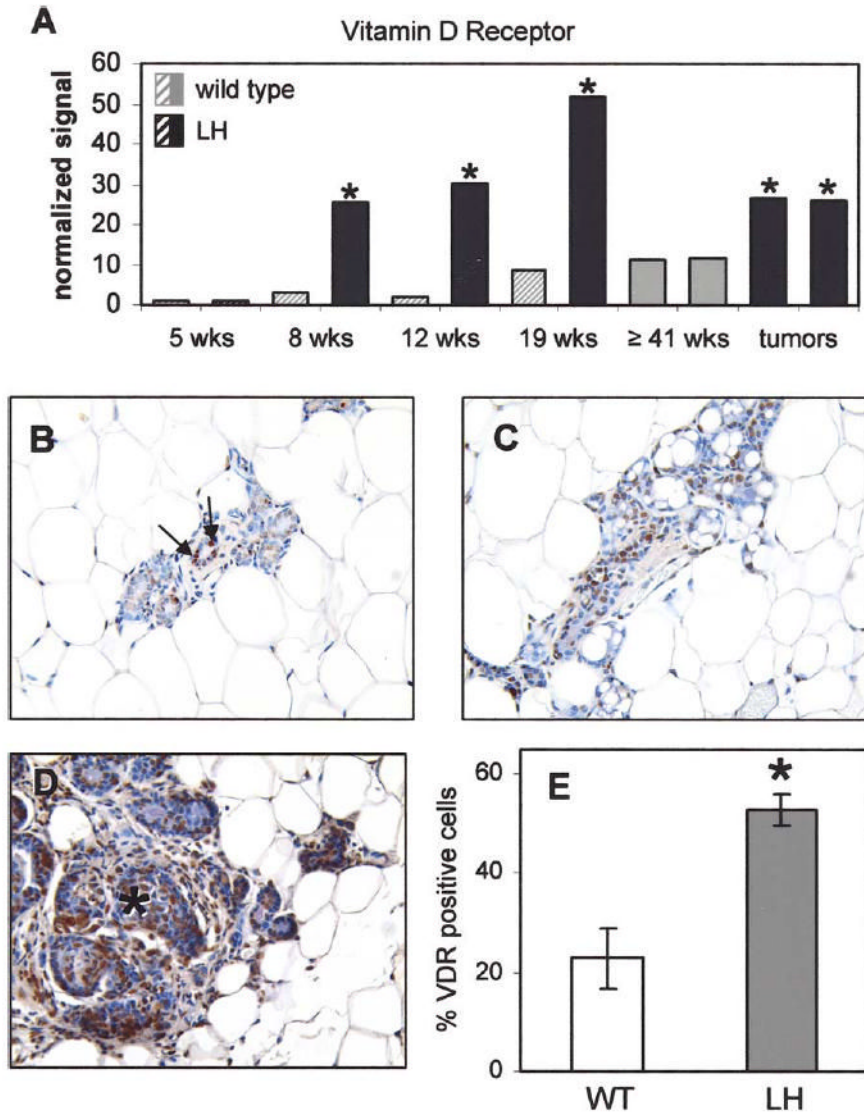 A
Vitamin D Receptor
normalized signal
60
50
40
30
20
10
0
wild type
LH
*
*
*
*
*
5 wks
8 wks
12 wks
19 wks
≥ 41 wks
tumors
B
C
D
*
E
% VDR positive cells
60
40
20
0
*
WT
LH